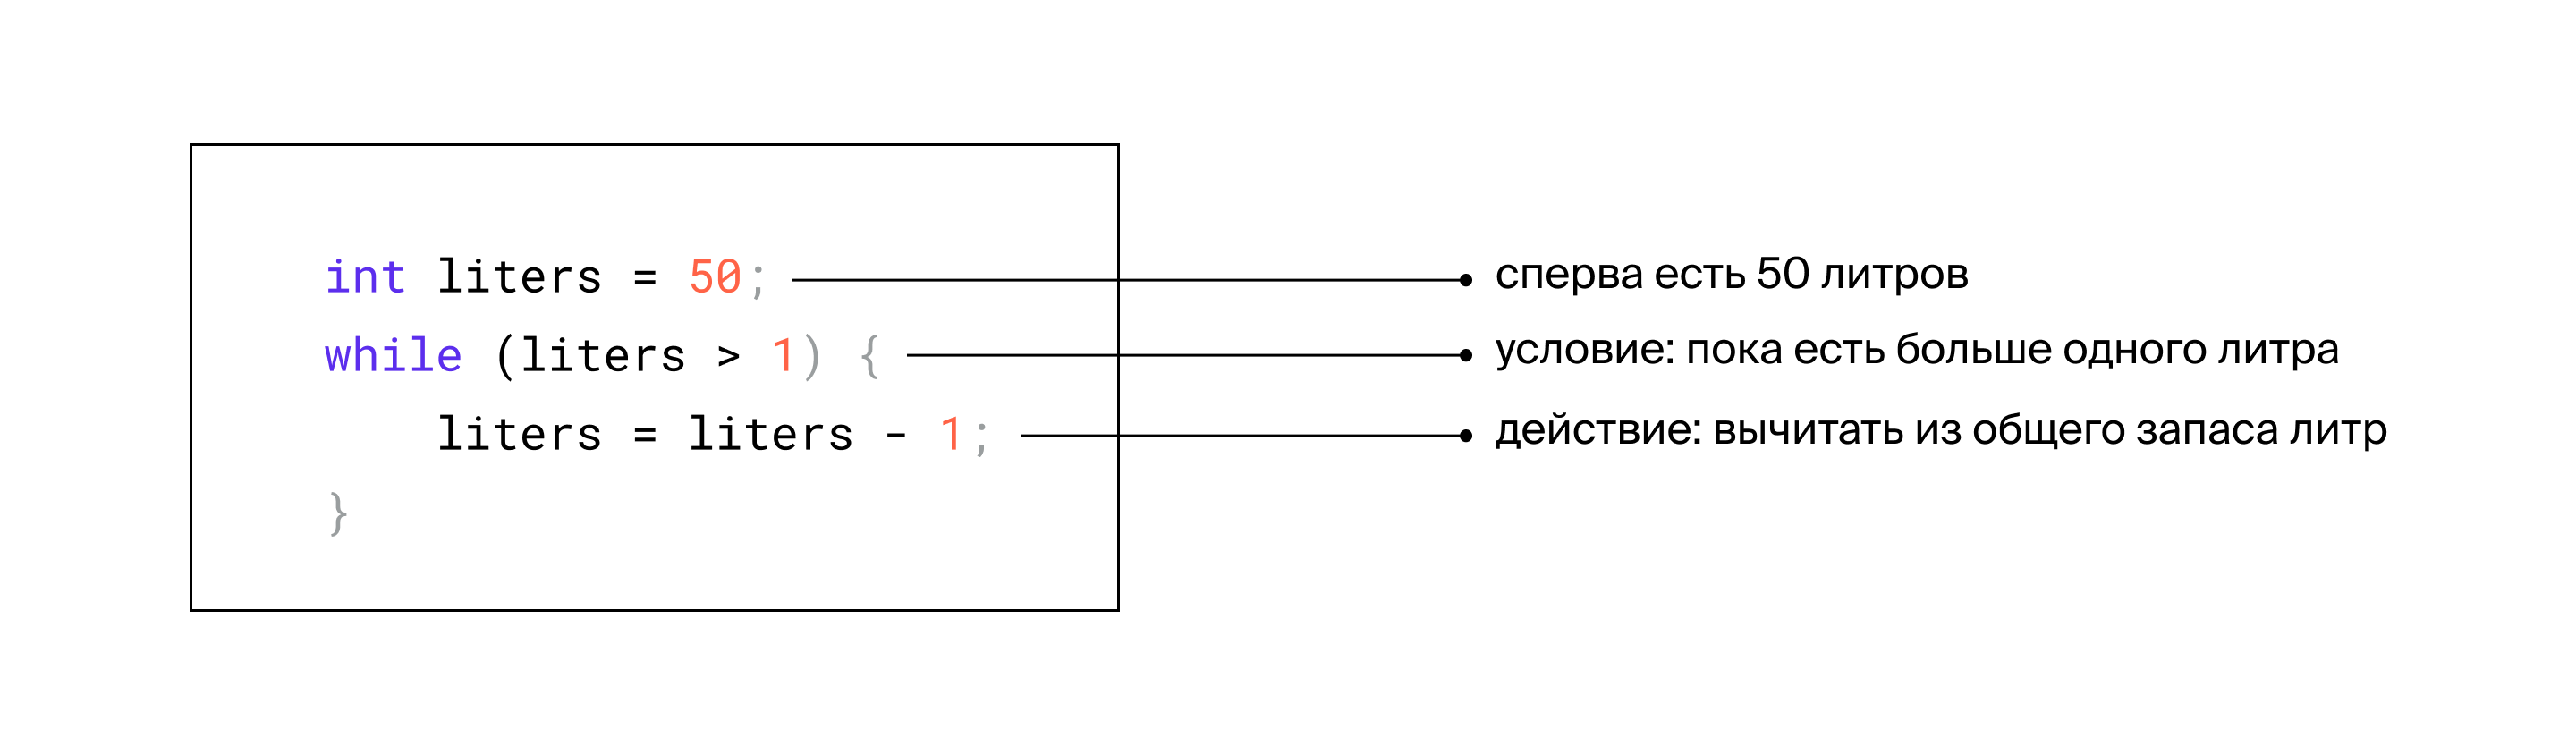 int liters = 50;
сперва есть 50 литров
while (liters > 1) {
условие: пока есть больше одного литра
liters = liters - 1;
действие: вычитать из общего запаса литр
}